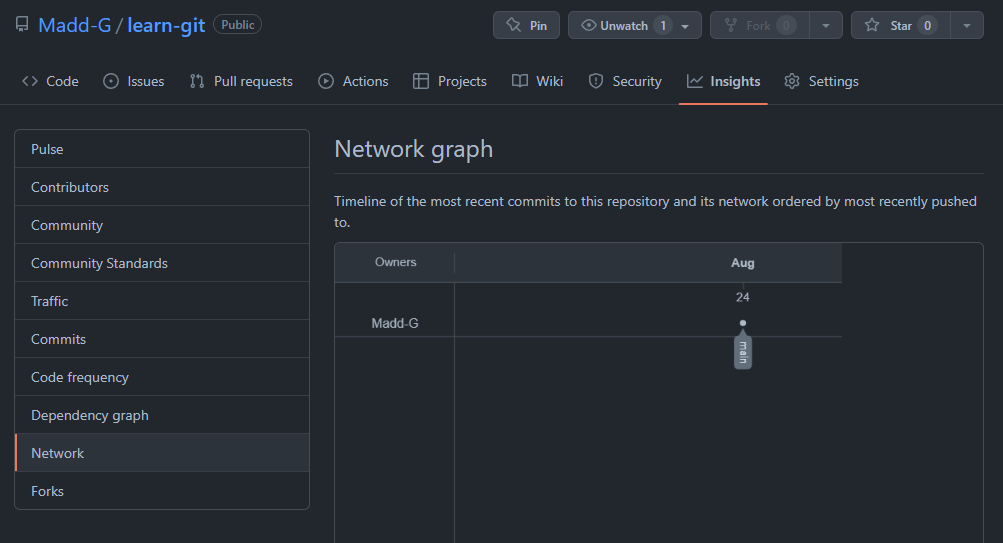 Madd-G / learn-git Public Pin Unwatch 1 Fork 0 Star 0
Code Issues Pull requests Actions Projects Wiki Security Insights Settings
Pulse
Contributors
Community
Community Standards
Traffic
Commits
Code frequency
Dependency graph
Network
Forks
Network graph
Timeline of the most recent commits to this repository and its network ordered by most recently pushed
to.
Owners Aug
24
Madd-G
main